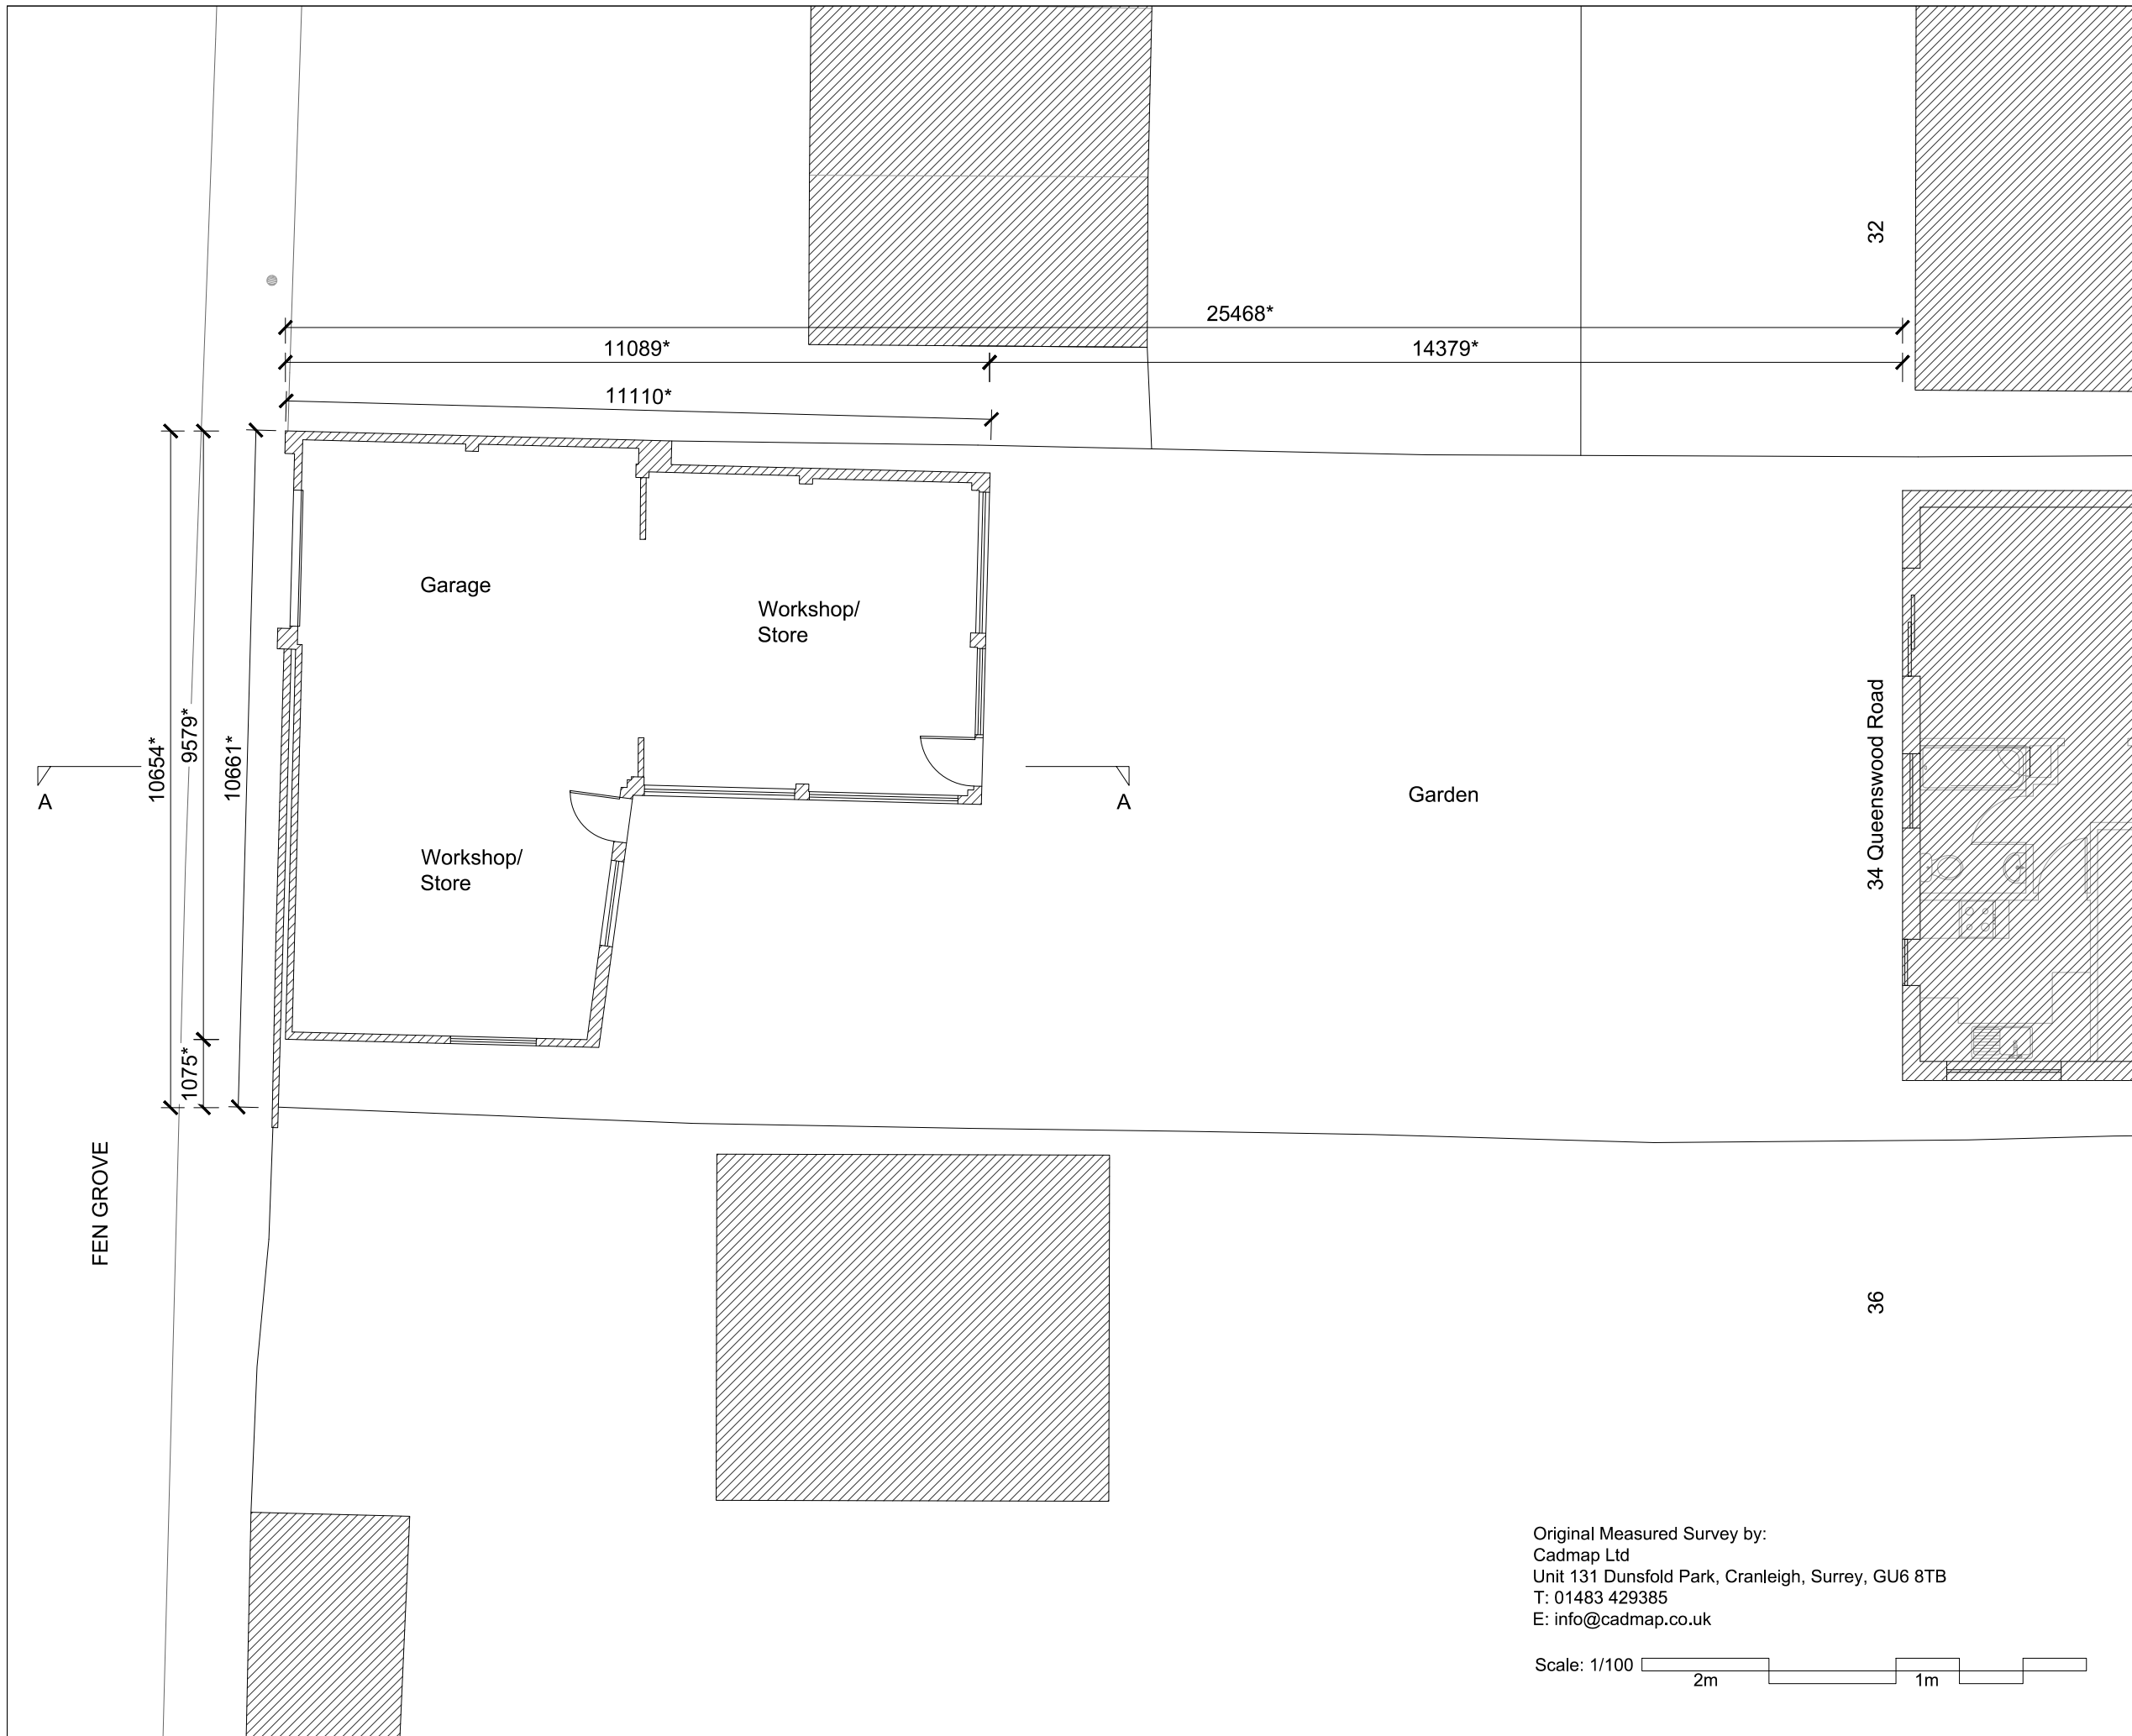 32
25468*
11089*
14379*
11110*
Garage
Workshop/
Store
10654*
9579*
10661*
34 Queenswood Road
A
A
Garden
Workshop/
Store
1075*
FEN GROVE
36
Original Measured Survey by:
Cadmap Ltd
Unit 131 Dunsfold Park, Cranleigh, Surrey, GU6 8TB
T: 01483 429385
E: info@cadmap.co.uk
Scale: 1/100
2m
1m